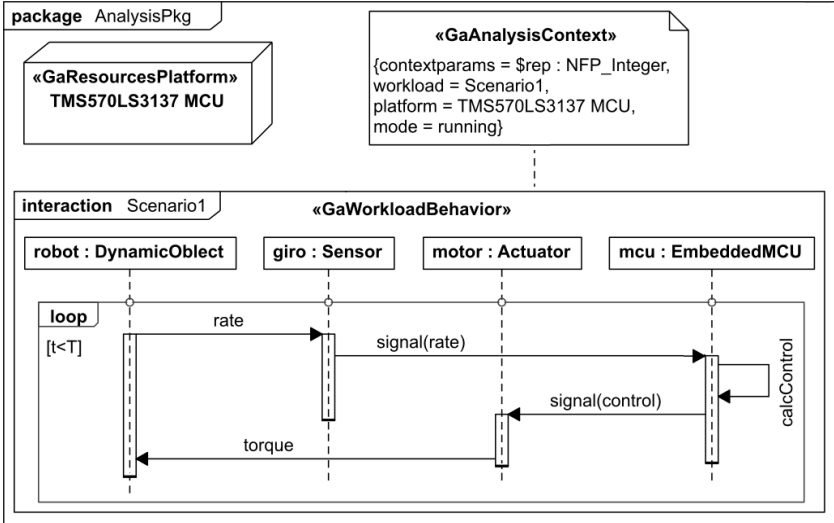 package AnalysisPkg
«GaResourcesPlatform»
TMS570LS3137 MCU
«GaAnalysisContext»
{contextparams = $rep : NFP_Integer,
workload = Scenario1,
platform = TMS570LS3137 MCU,
mode = running}
interaction Scenario1
«GaWorkloadBehavior»
robot : DynamicOblect
giro : Sensor
motor : Actuator
mcu : EmbeddedMCU
loop
[t<T]
rate
signal(rate)
calcControl
signal(control)
torque